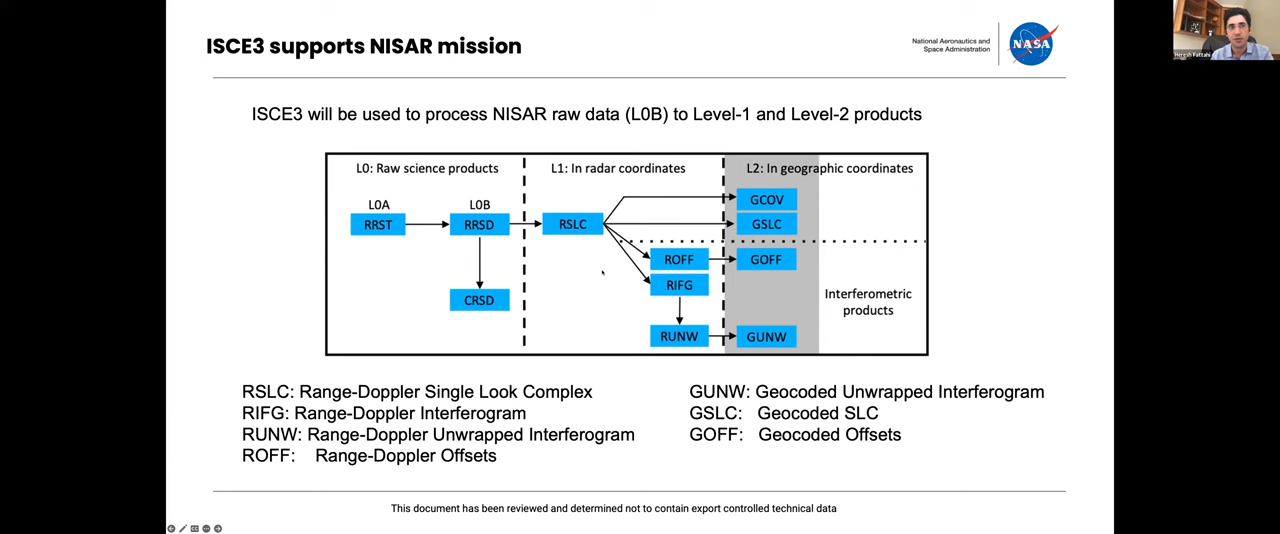 ISCE3 supports NISAR mission
National Aeronautics and
Space Administration
NASA
Heresh Fattahi
ISCE3 will be used to process NISAR raw data (L0B) to Level-1 and Level-2 products
L0: Raw science products
L1: In radar coordinates
L2: In geographic coordinates
L0A
L0B
RRST
RRSD
RSLC
GCOV
GSLC
ROFF
GOFF
RIFG
CRSD
Interferometric
products
RUNW
GUNW
RSLC: Range-Doppler Single Look Complex
RIFG: Range-Doppler Interferogram
RUNW: Range-Doppler Unwrapped Interferogram
ROFF: Range-Doppler Offsets
GUNW: Geocoded Unwrapped Interferogram
GSLC: Geocoded SLC
GOFF: Geocoded Offsets
This document has been reviewed and determined not to contain export controlled technical data